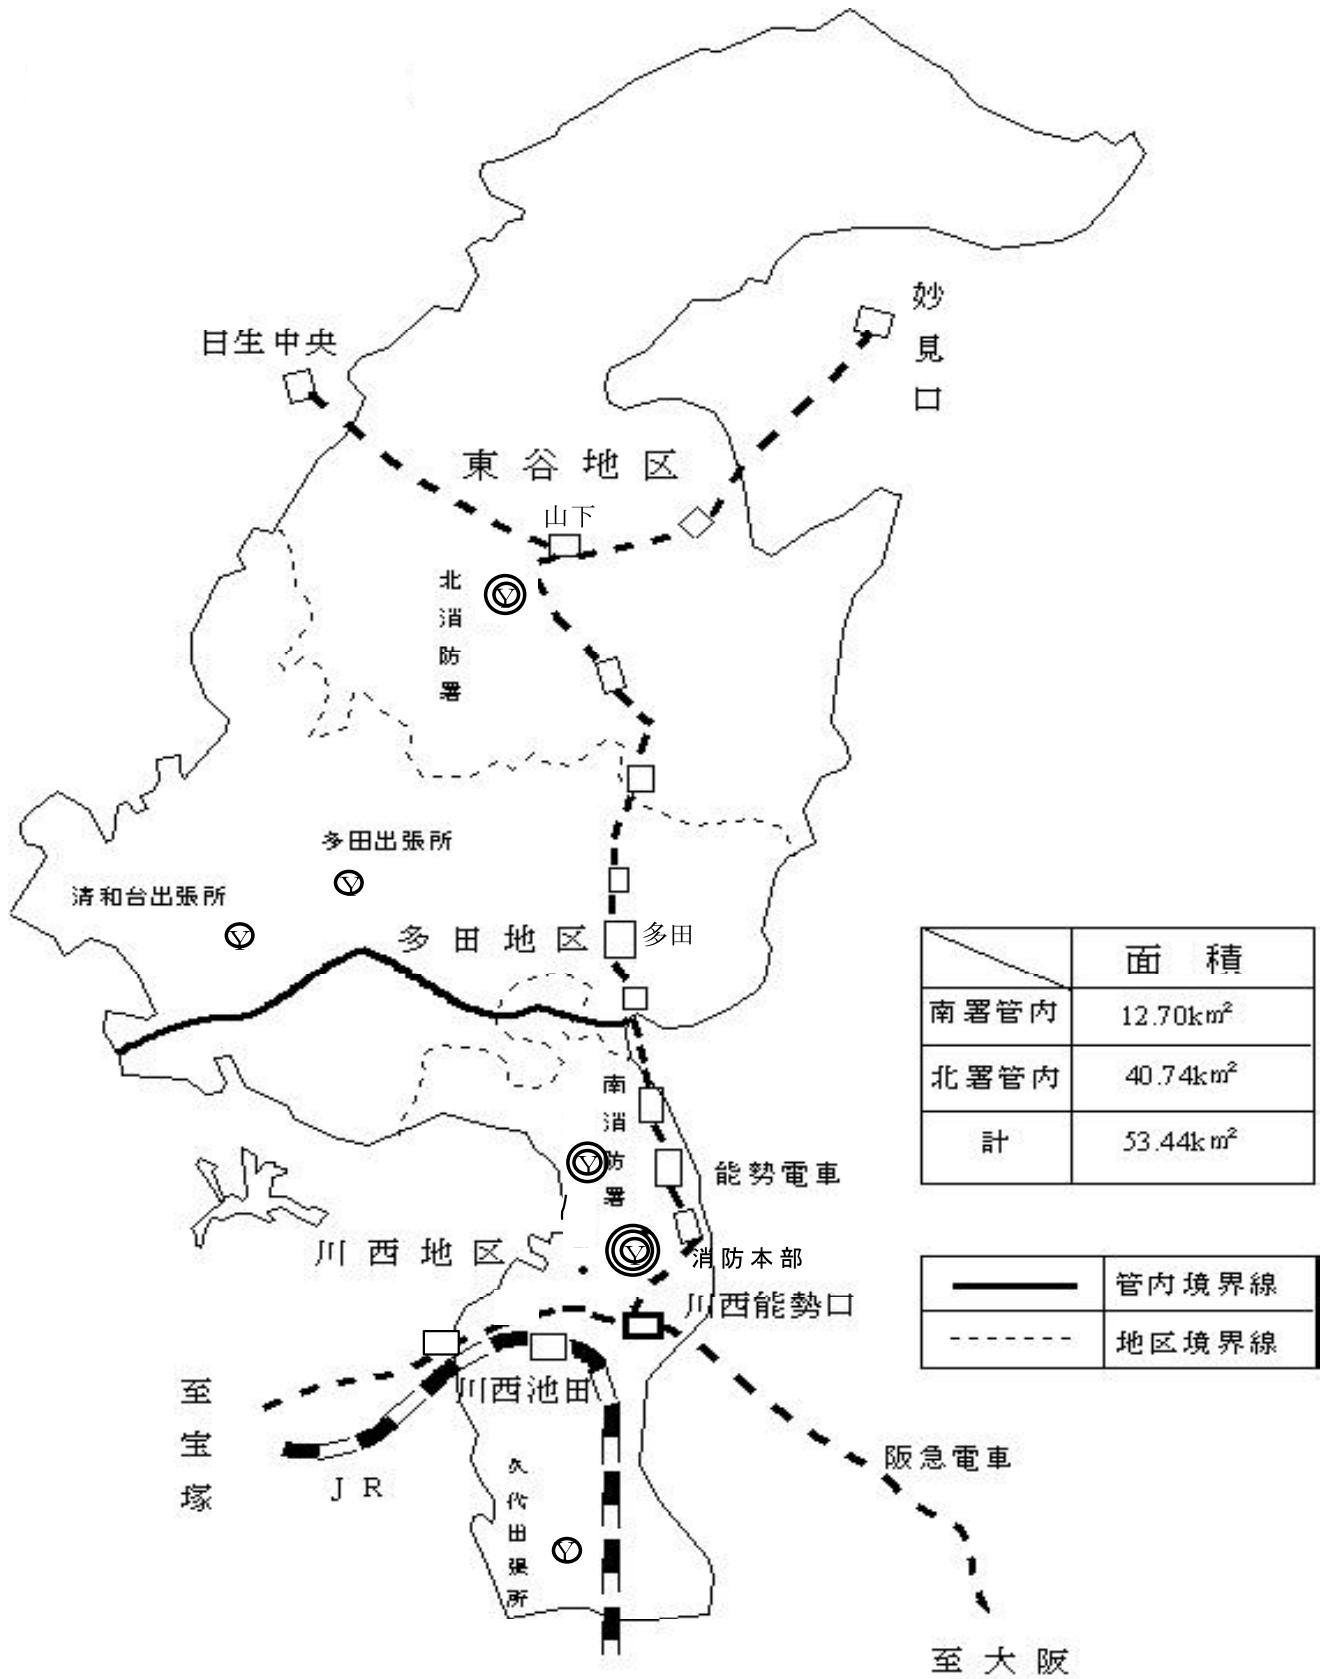 妙見口
日生中央
東谷地区
山下
北消防署
多田出張所
清和台出張所
多田地区
多田
面　積
南署管内 12.70km²
北署管内 40.74km²
計 53.44km²
南消防署
能勢電車
川西地区
消防本部
管内境界線
川西能勢口
地区境界線
川西池田
至宝塚
JR
阪急電車
久代田張所
至大阪
Y
Y
Y
Y
Y
Y